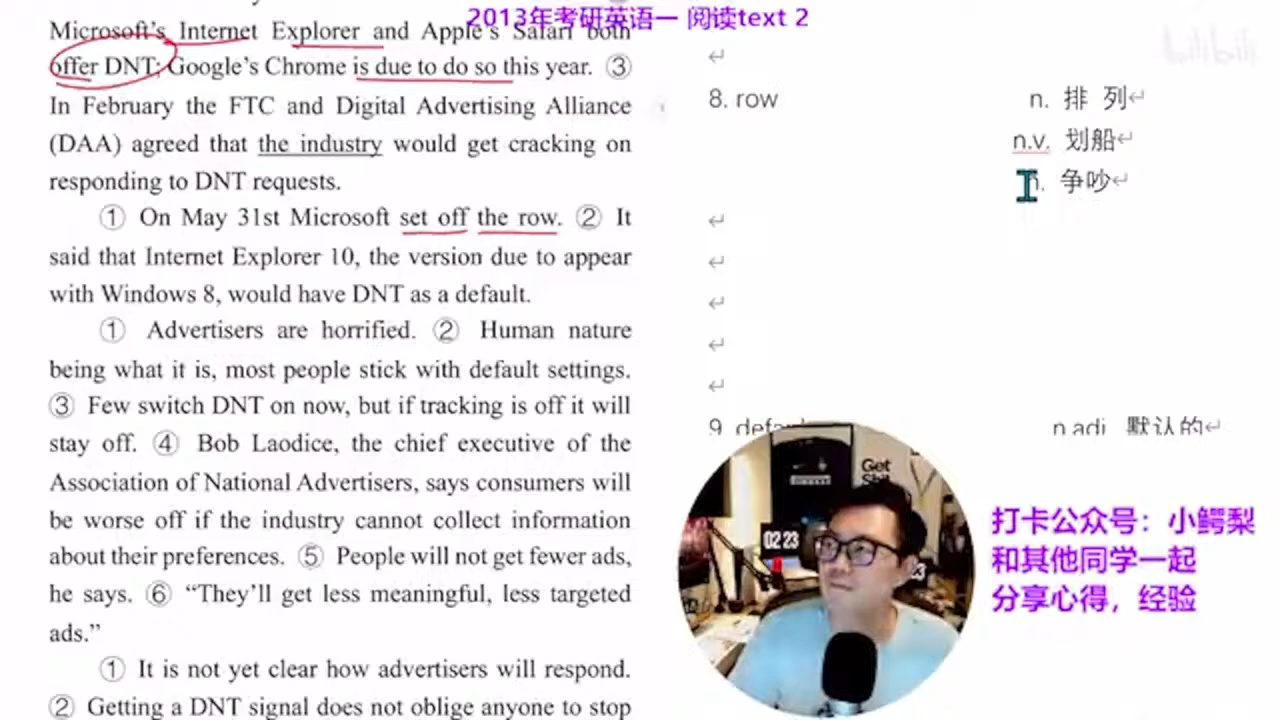 2013年考研英语一 阅读text 2
Microsoft's Internet Explorer and Apple's Safari both
offer DNT; Google's Chrome is due to do so this year. ③
In February the FTC and Digital Advertising Alliance
(DAA) agreed that the industry would get cracking on
responding to DNT requests.
① On May 31st Microsoft set off the row. ② It
said that Internet Explorer 10, the version due to appear
with Windows 8, would have DNT as a default.
① Advertisers are horrified. ② Human nature
being what it is, most people stick with default settings.
③ Few switch DNT on now, but if tracking is off it will
stay off. ④ Bob Laodice, the chief executive of the
Association of National Advertisers, says consumers will
be worse off if the industry cannot collect information
about their preferences. ⑤ People will not get fewer ads,
he says. ⑥ “They'll get less meaningful, less targeted
ads.”
① It is not yet clear how advertisers will respond.
② Getting a DNT signal does not oblige anyone to stop
bilibili
8. row n. 排 列
n.v. 划船
n. 争吵
9. n.adj 默认的
Get
02 23
打卡公众号：小鳄梨
和其他同学一起
分享心得，经验